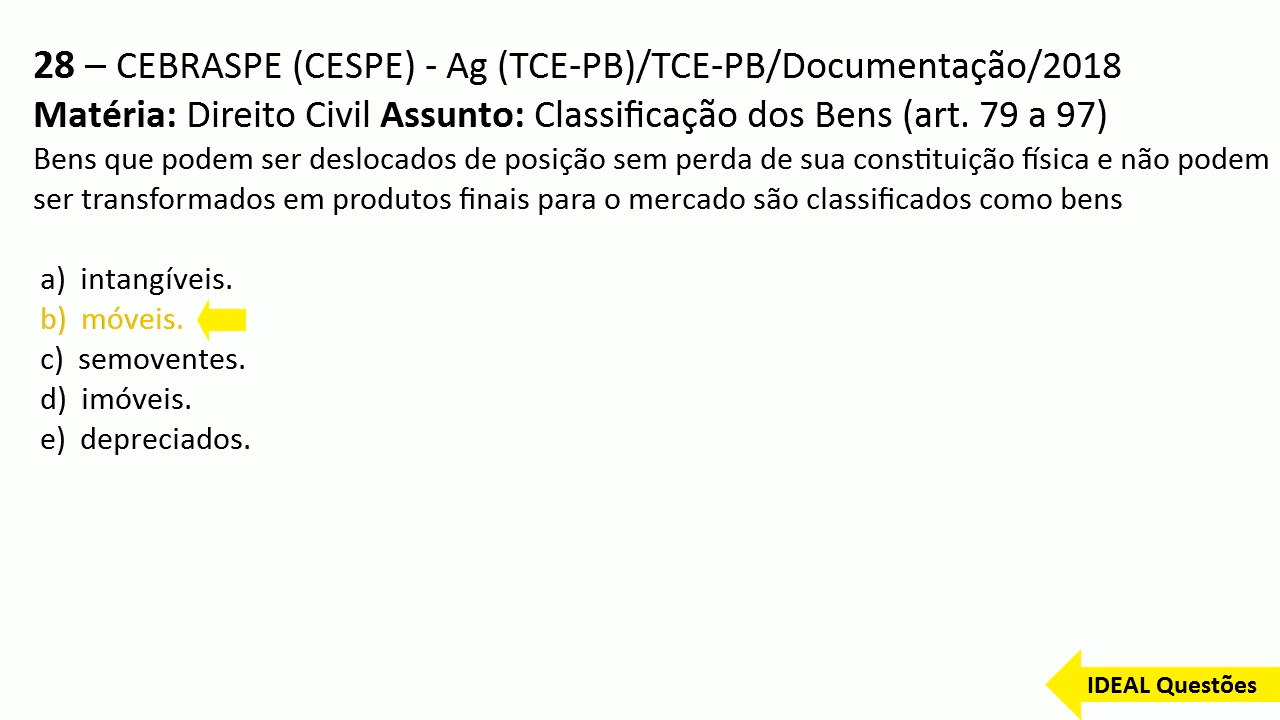 28 – CEBRASPE (CESPE) - Ag (TCE-PB)/TCE-PB/Documentação/2018
Matéria: Direito Civil Assunto: Classificação dos Bens (art. 79 a 97)
Bens que podem ser deslocados de posição sem perda de sua constituição física e não podem
ser transformados em produtos finais para o mercado são classificados como bens
a) intangíveis.
b) móveis.
c) semoventes.
d) imóveis.
e) depreciados.
IDEAL Questões